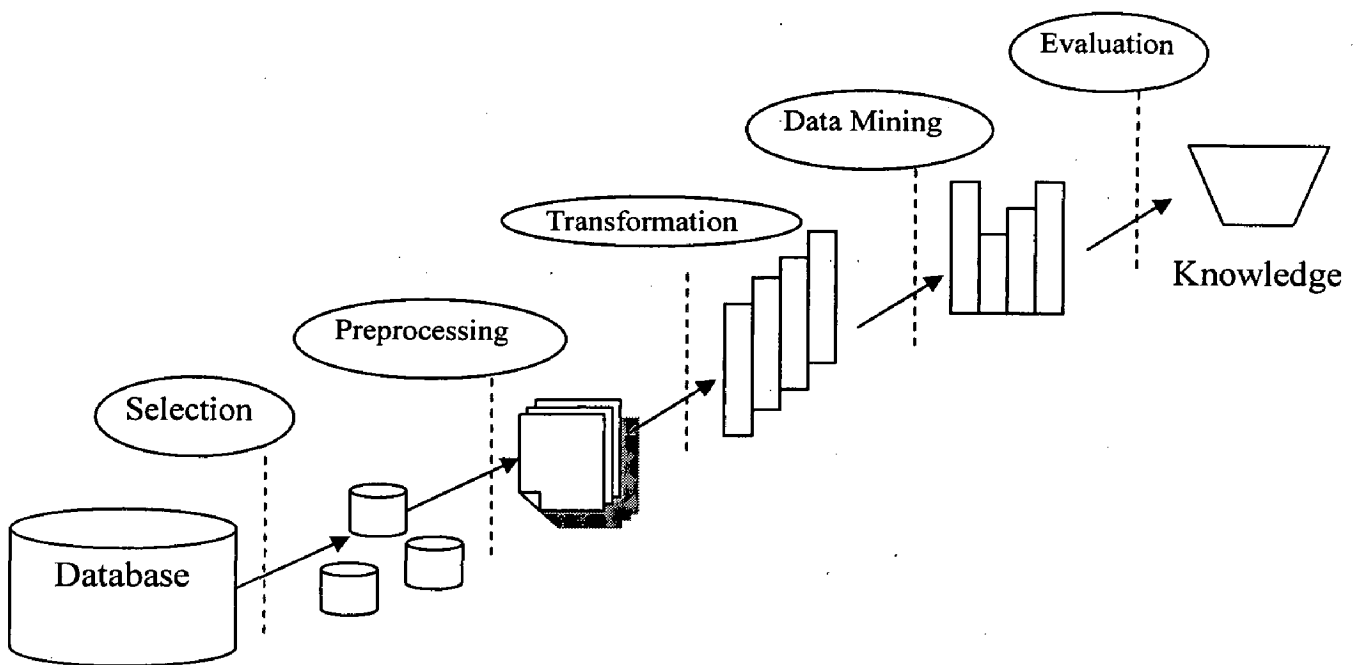 Evaluation
Data Mining
Transformation
Knowledge
Preprocessing
Selection
Database